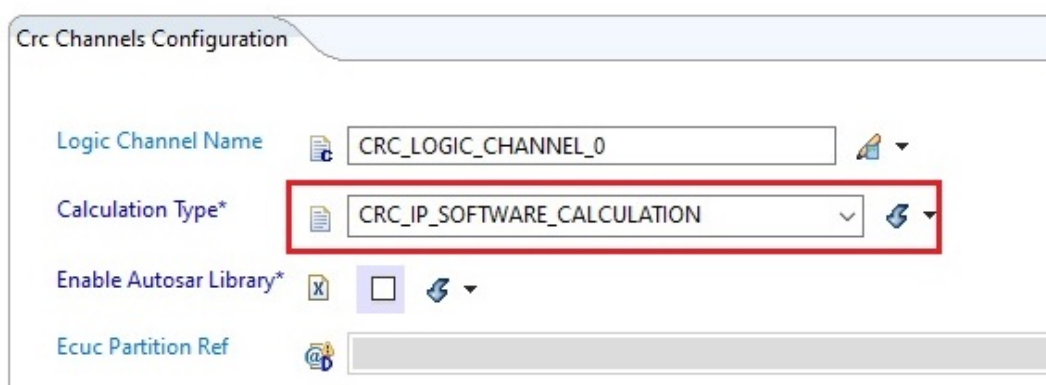 Crc Channels Configuration
Logic Channel Name CRC_LOGIC_CHANNEL_0
Calculation Type* CRC_IP_SOFTWARE_CALCULATION
Enable Autosar Library*
Ecuc Partition Ref